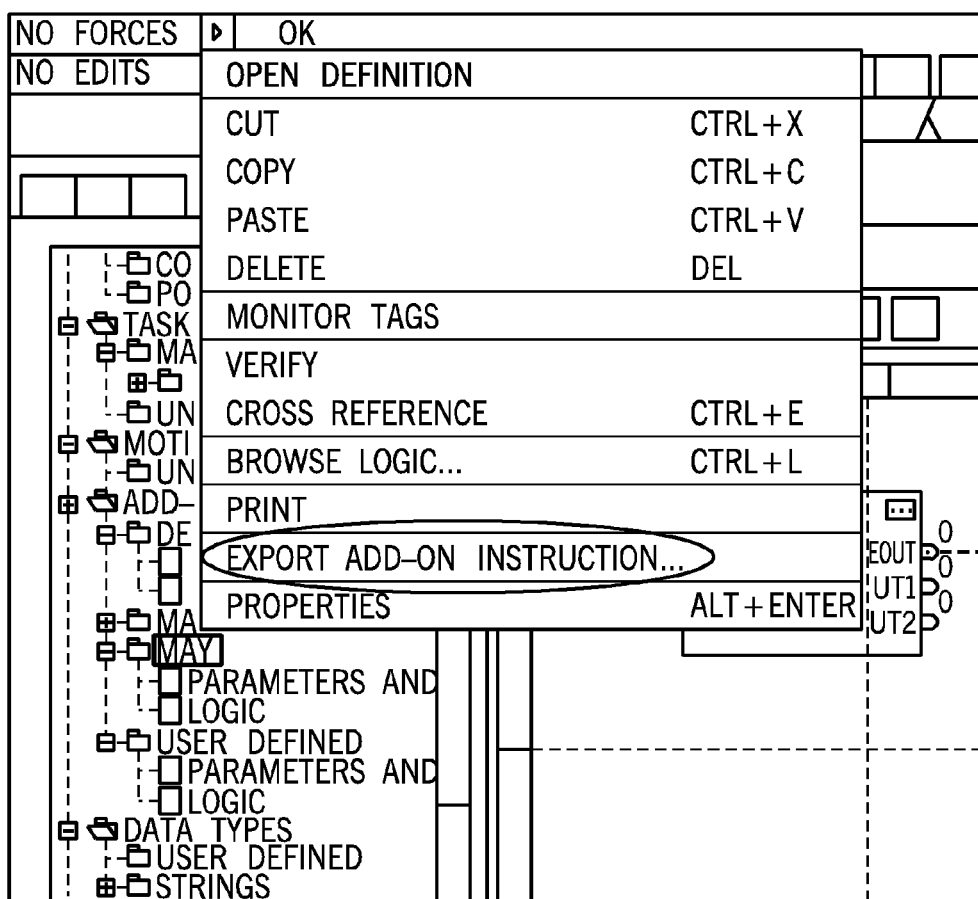 NO FORCES OK
NO EDITS
OPEN DEFINITION
CUT CTRL+X
COPY CTRL+C
PASTE CTRL+V
DELETE DEL
MONITOR TAGS
VERIFY
CROSS REFERENCE CTRL+E
BROWSE LOGIC... CTRL+L
PRINT
EXPORT ADD–ON INSTRUCTION...
PROPERTIES ALT+ENTER
CO
PO
TASK
MA
UN
MOTI
UN
ADD–
DE
MA
MAY
PARAMETERS AND
LOGIC
USER DEFINED
PARAMETERS AND
LOGIC
DATA TYPES
USER DEFINED
STRINGS
0
EOUT
0
UT1
0
UT2